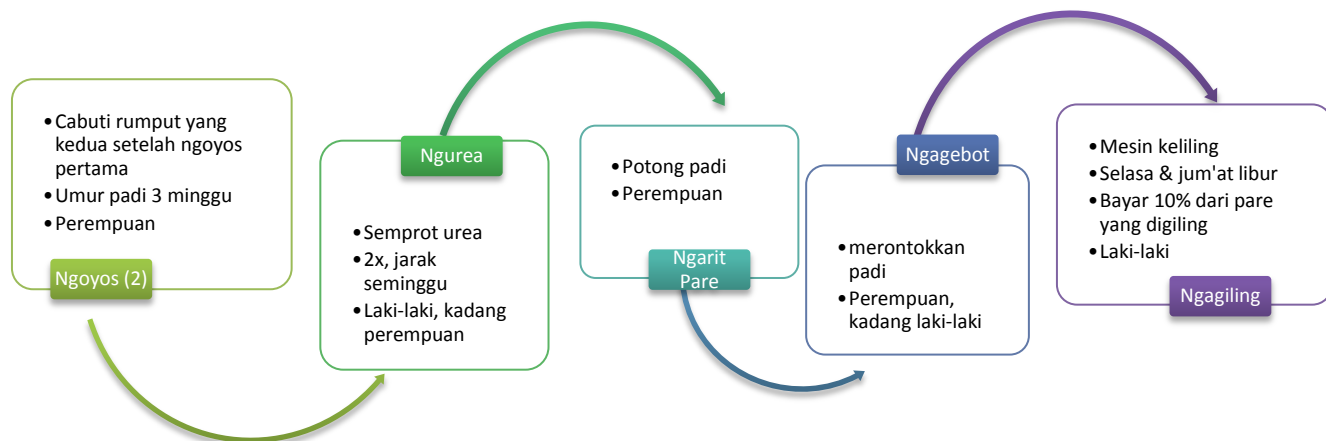 • Cabuti rumput yang
kedua setelah ngoyos
pertama
• Umur padi 3 minggu
• Perempuan
Ngoyos (2)
Ngurea
• Semprot urea
• 2x, jarak
seminggu
• Laki-laki, kadang
perempuan
• Potong padi
• Perempuan
Ngarit
Pare
Ngagebot
• merontokkan
padi
• Perempuan,
kadang laki-laki
• Mesin keliling
• Selasa & jum'at libur
• Bayar 10% dari pare
yang digiling
• Laki-laki
Ngagiling